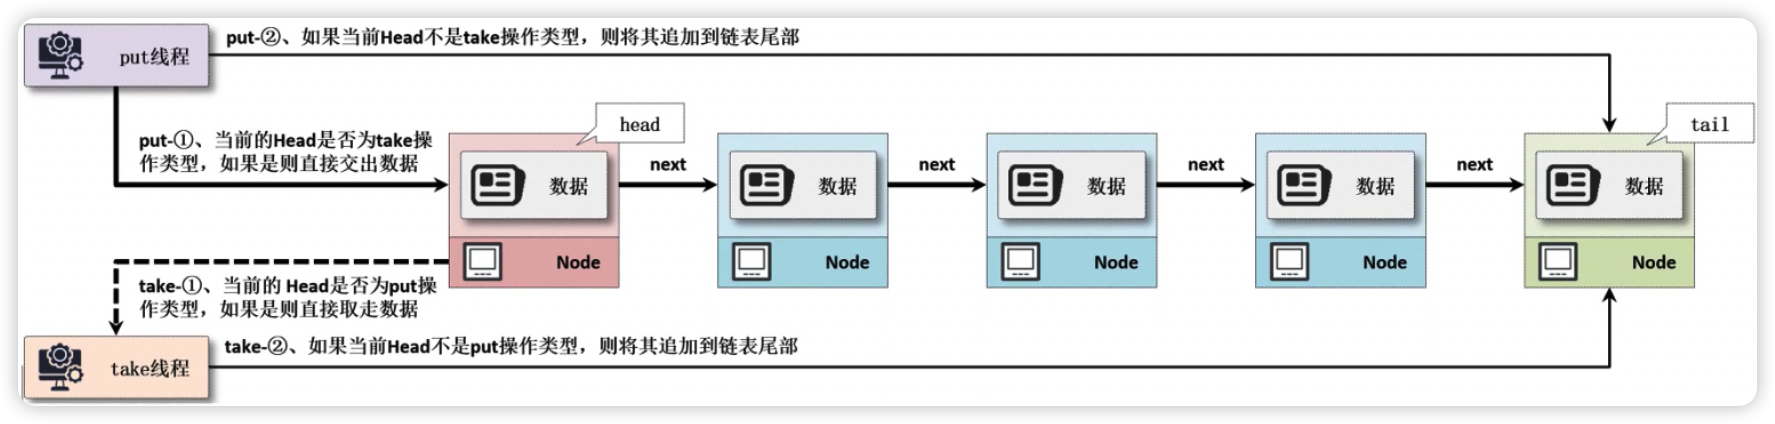 put-②、如果当前Head不是take操作类型，则将其追加到链表尾部
put线程
put-①、当前的Head是否为take操
作类型，如果是则直接交出数据
head
tail
next
next
next
next
数据
数据
数据
数据
数据
Node
Node
Node
Node
Node
take-①、当前的 Head是否为put操
作类型，如果是则直接取走数据
take-②、如果当前Head不是put操作类型，则将其追加到链表尾部
take线程